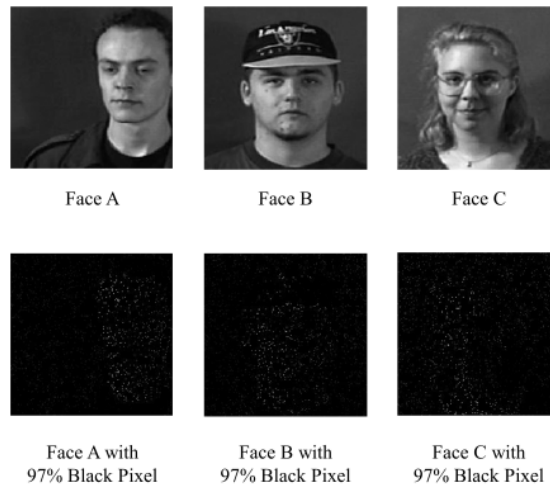 Face A
Face B
Face C
Face A with
97% Black Pixel
Face B with
97% Black Pixel
Face C with
97% Black Pixel